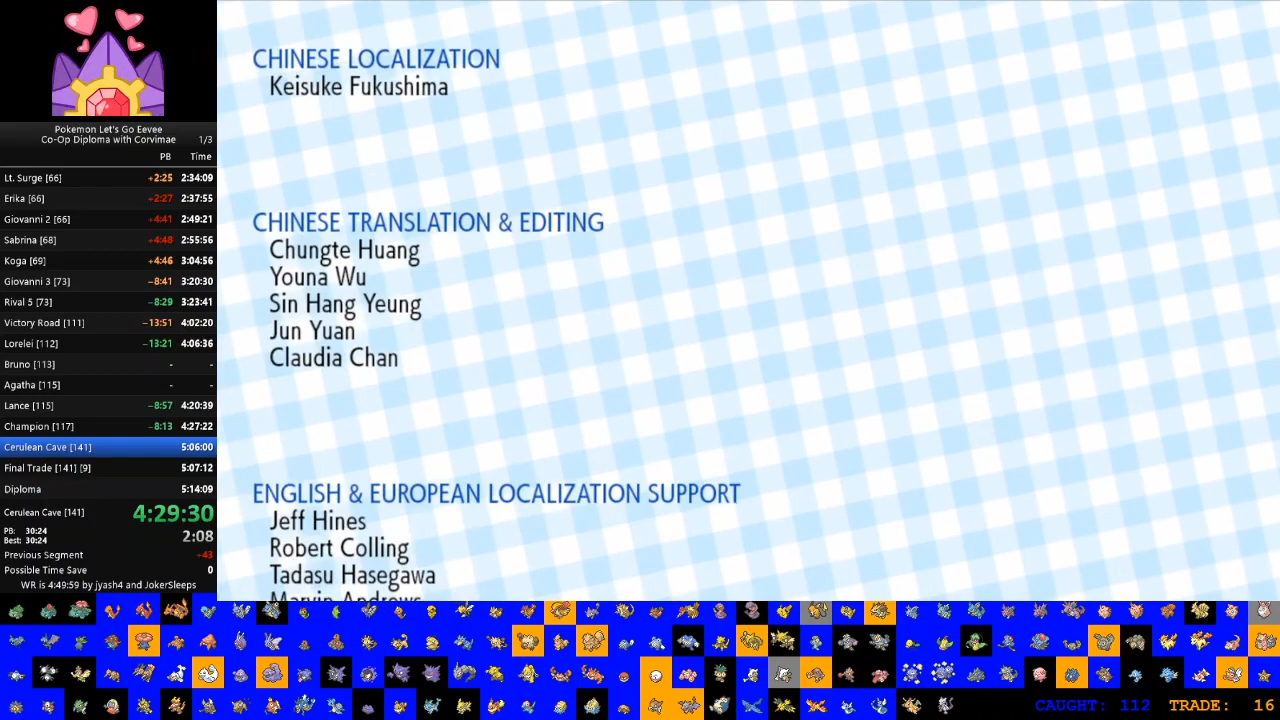 Pokemon Let's Go Eevee
Co-Op Diploma with Corvimae 1/3
PB Time
Lt. Surge [66] +2:25 2:34:09
Erika [66] +2:27 2:37:55
Giovanni 2 [66] +4:41 2:49:21
Sabrina [68] +4:48 2:55:56
Koga [69] +4:46 3:04:56
Giovanni 3 [73] −8:41 3:20:30
Rival 5 [73] −8:29 3:23:41
Victory Road [111] −13:51 4:02:20
Lorelei [112] −13:21 4:06:36
Bruno [113] - -
Agatha [115] - -
Lance [115] −8:57 4:20:39
Champion [117] −8:13 4:27:22
Cerulean Cave [141] 5:06:00
Final Trade [141] [9] 5:07:12
Diploma 5:14:09
Cerulean Cave [141] 4:29:30
PB: 30:24
Best: 30:24 2:08
Previous Segment +43
Possible Time Save 0
WR is 4:49:59 by jyash4 and JokerSleeps
CHINESE LOCALIZATION
Keisuke Fukushima
CHINESE TRANSLATION & EDITING
Chungte Huang
Youna Wu
Sin Hang Yeung
Jun Yuan
Claudia Chan
ENGLISH & EUROPEAN LOCALIZATION SUPPORT
Jeff Hines
Robert Colling
Tadasu Hasegawa
Marvin Andrews
CAUGHT: 112 TRADE: 16